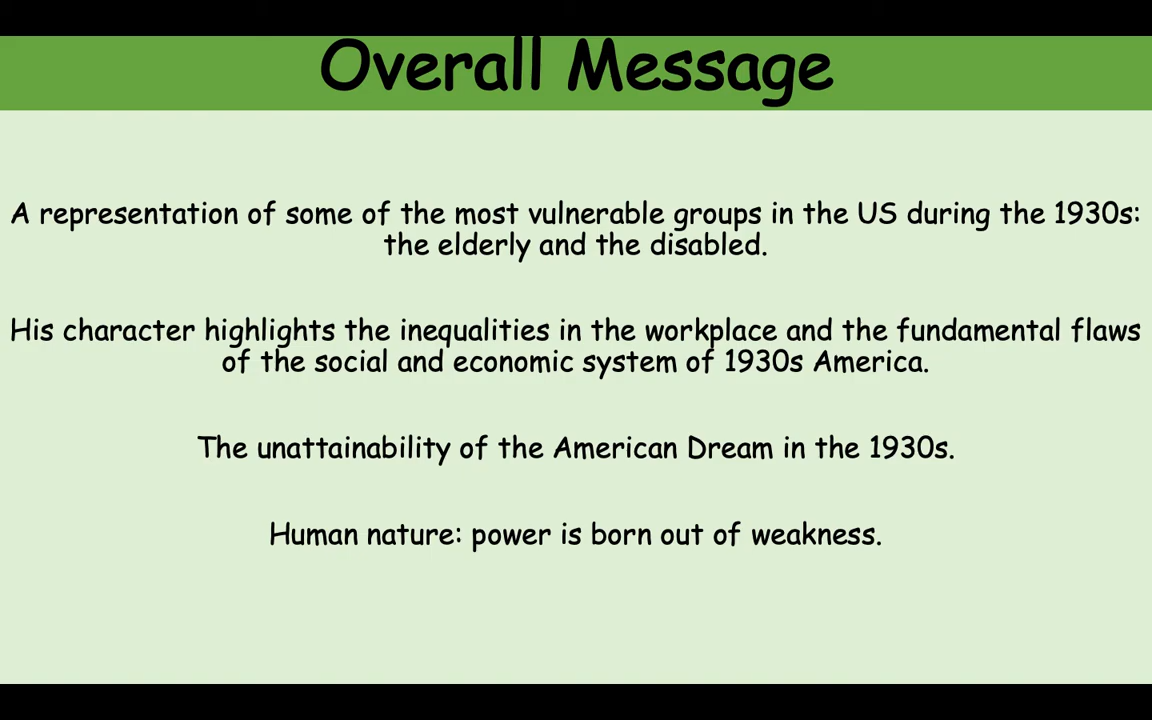 Overall Message
A representation of some of the most vulnerable groups in the US during the 1930s:
the elderly and the disabled.
His character highlights the inequalities in the workplace and the fundamental flaws
of the social and economic system of 1930s America.
The unattainability of the American Dream in the 1930s.
Human nature: power is born out of weakness.